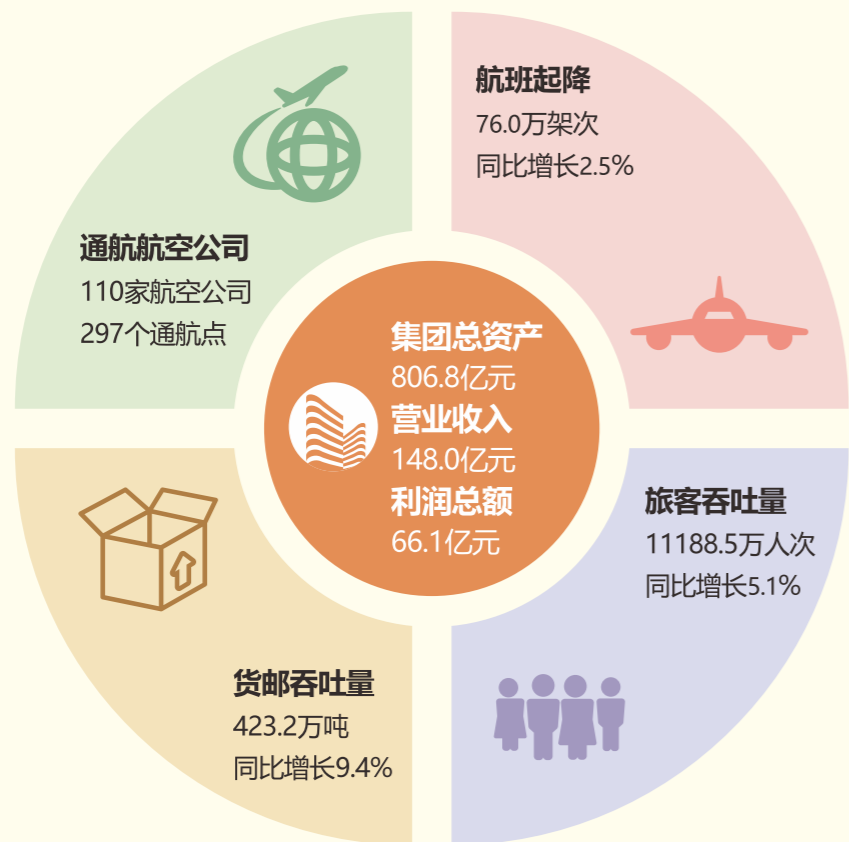 通航航空公司
110家航空公司
297个通航点
航班起降
76.0万架次
同比增长2.5%
集团总资产
806.8亿元
营业收入
148.0亿元
利润总额
66.1亿元
货邮吞吐量
423.2万吨
同比增长9.4%
旅客吞吐量
11188.5万人次
同比增长5.1%